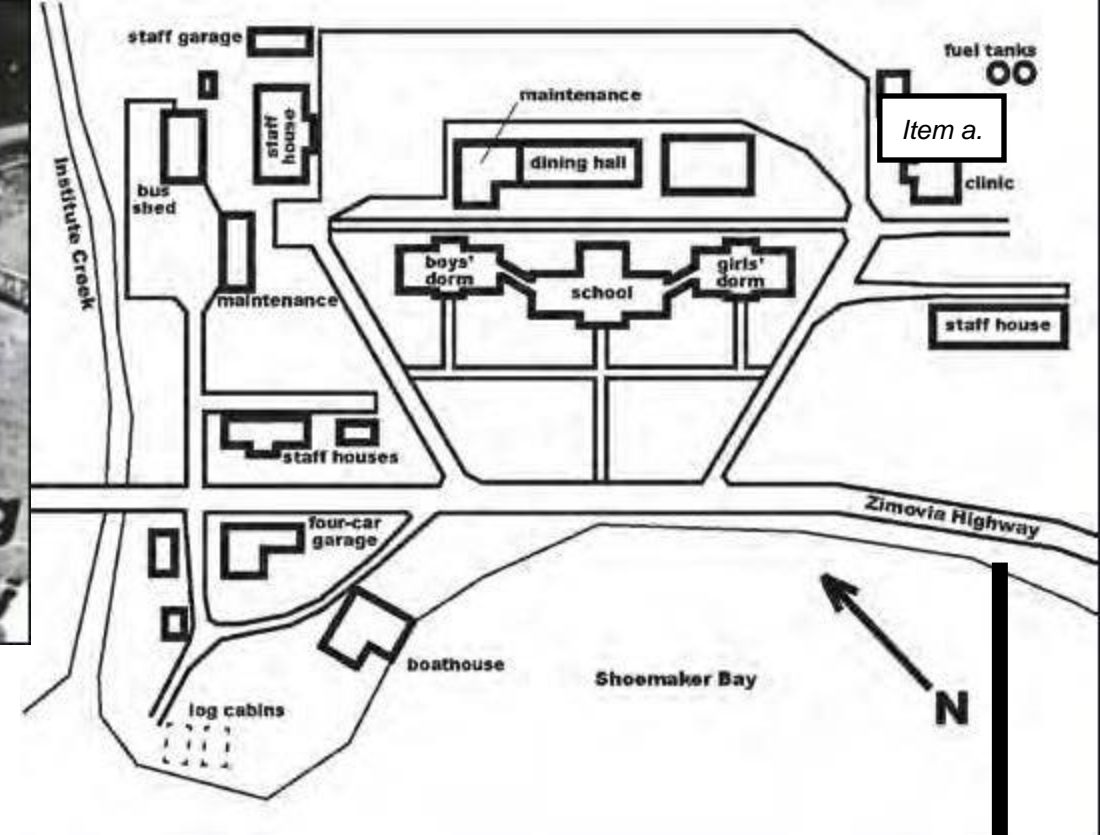 staff garage
fuel tanks
maintenance
Item a.
staff
house
dining hall
Institute Creek
bus
shed
clinic
boys'
dorm
girls'
dorm
school
maintenance
staff house
staff houses
Zimovia Highway
four-car
garage
boathouse
Shoemaker Bay
N
log cabins